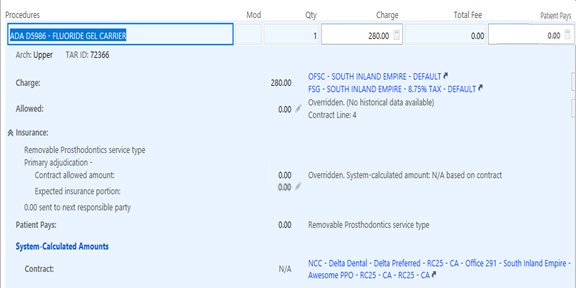 Procedures Mod Qty Charge Total Fee Patient Pays
ADA D5986 - FLUORIDE GEL CARRIER 1 280.00 0.00 0.00
Arch: Upper TAR ID: 72366
Charge: 280.00 OFSC - SOUTH INLAND EMPIRE - DEFAULT
FSG - SOUTH INLAND EMPIRE - 8.75% TAX - DEFAULT
Allowed: 0.00 Overridden. (No historical data available)
Contract Line: 4
Insurance:
Removable Prosthodontics service type
Primary adjudication -
Contract allowed amount: 0.00 Overridden. System-calculated amount: N/A based on contract
Expected insurance portion: 0.00
0.00 sent to next responsible party
Patient Pays: 0.00 Removable Prosthodontics service type
System-Calculated Amounts
Contract: N/A NCC - Delta Dental - Delta Preferred - RC25 - CA - Office 291 - South Inland Empire -
Awesome PPO - RC25 - CA - RC25 - CA